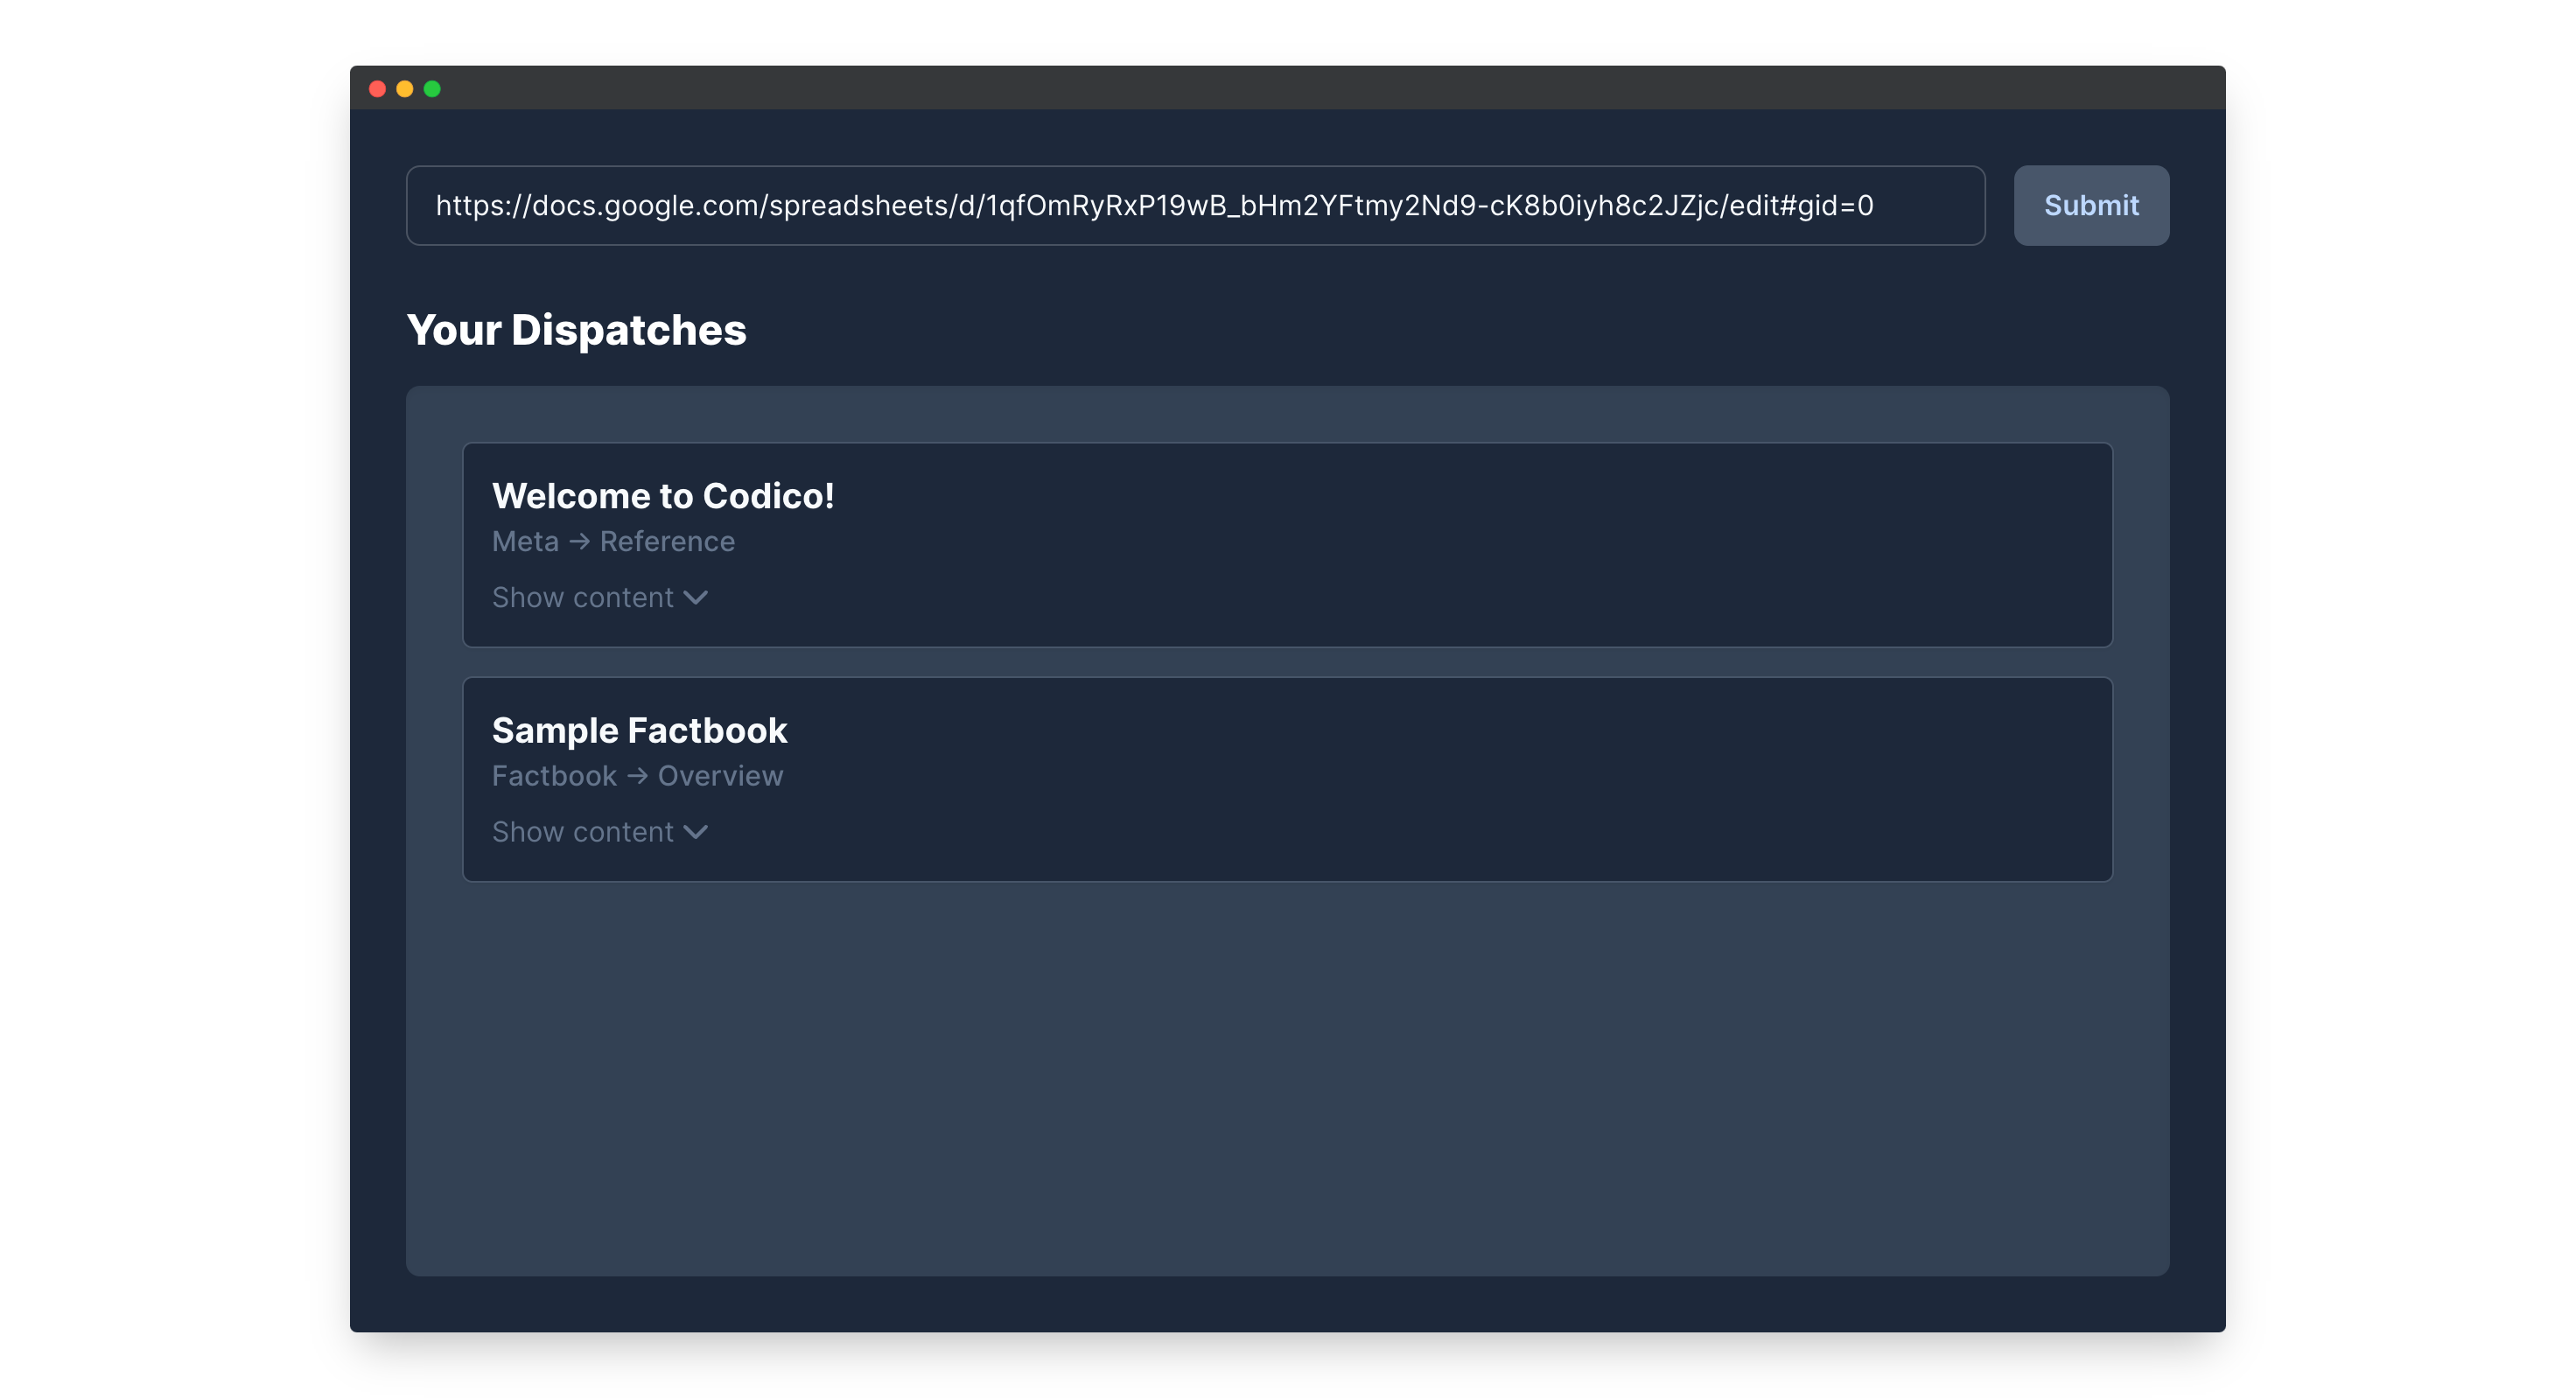 https://docs.google.com/spreadsheets/d/1qfOmRyRxP19wB_bHm2YFtmy2Nd9-cK8b0iyh8c2JZjc/edit#gid=0
Submit
Your Dispatches
Welcome to Codico!
Meta → Reference
Show content
Sample Factbook
Factbook → Overview
Show content